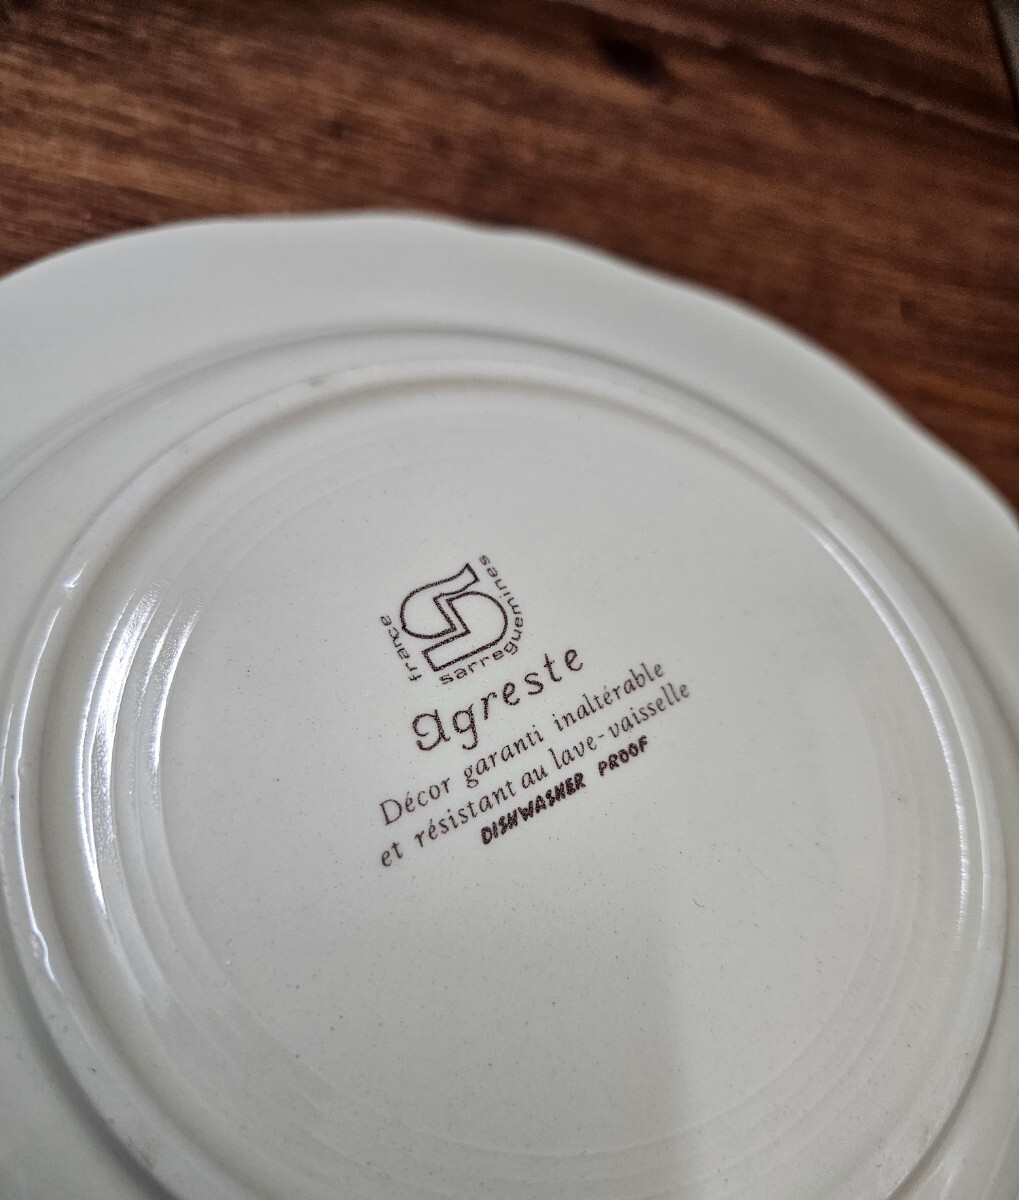 france
sarreguemines
agreste
Décor garanti inaltérable
et résistant au lave-vaisselle
DISHWASHER PROOF